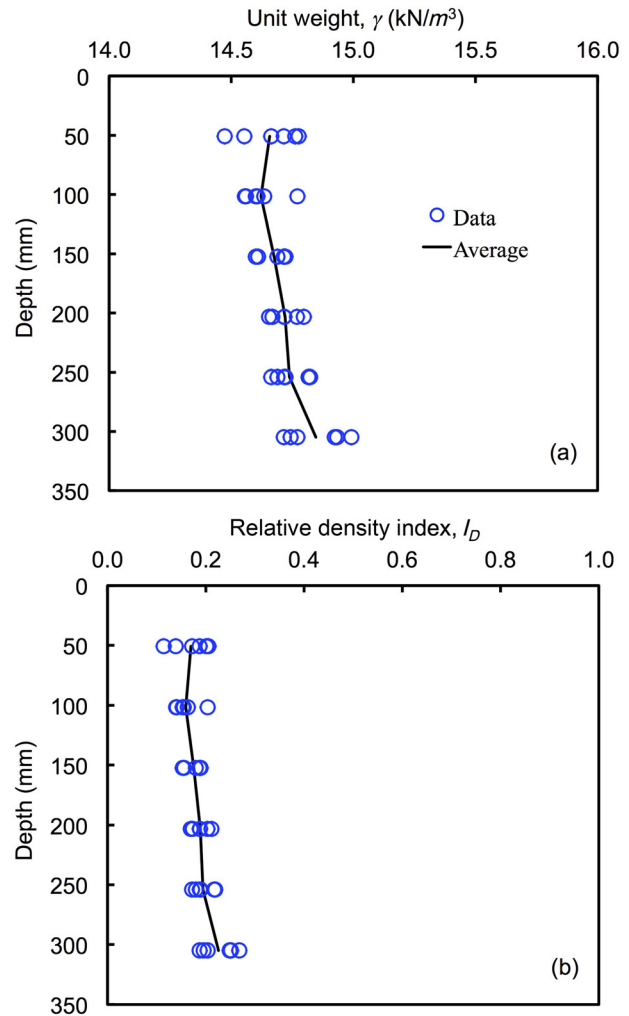 Unit weight, γ (kN/m³)
14.0 14.5 15.0 15.5 16.0
0
50
100
150
200
250
300
350
Depth (mm)
Data
Average
(a)
Relative density index, I_D
0.0 0.2 0.4 0.6 0.8 1.0
0
50
100
150
200
250
300
350
Depth (mm)
(b)